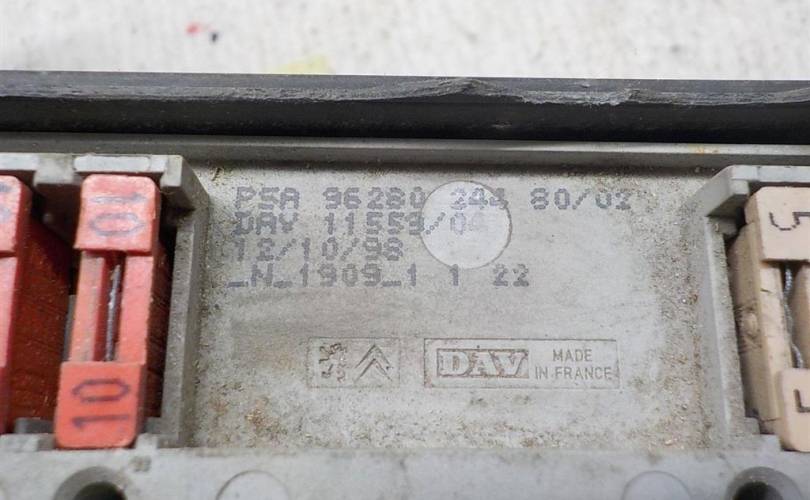 PSA 96280 244 80/02
DAV 11559/04
12/10/98
_N_1909_1 1 22
DAV MADE IN FRANCE
10
10
5